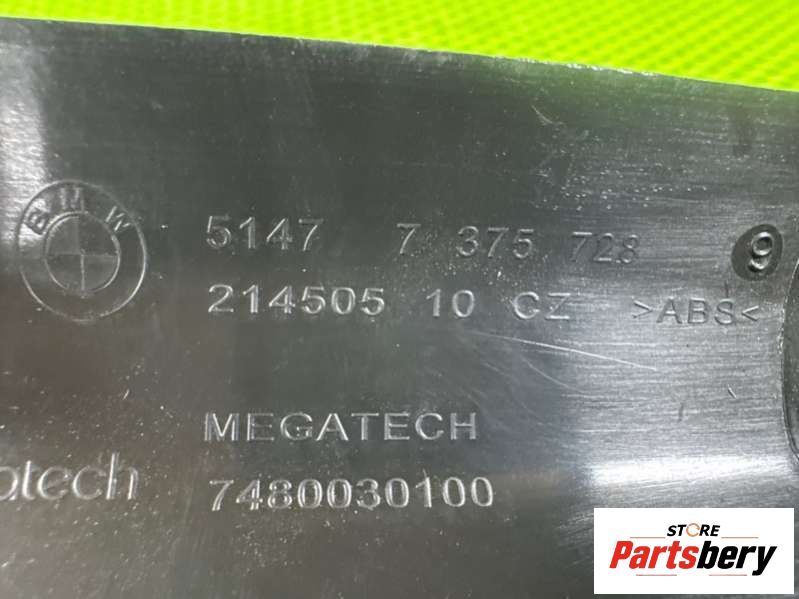 BMW
5147 7 375 728 9
214505 10 CZ >ABS<
MEGATECH
atech
7480030100
STORE
Partsbery